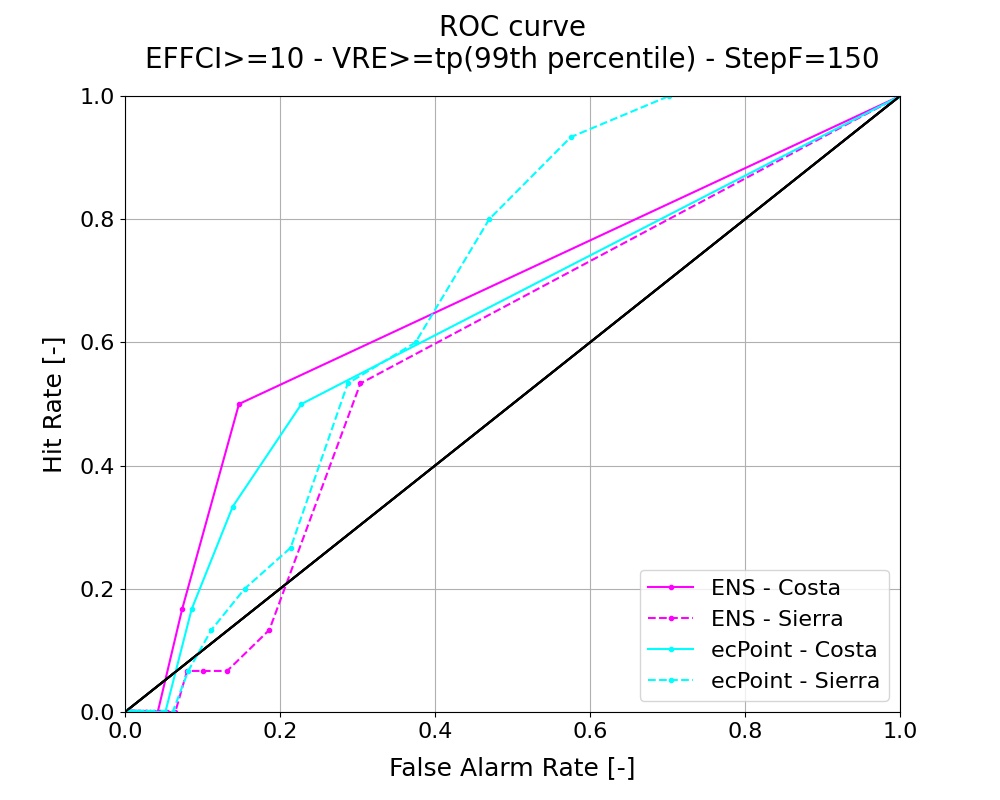 ROC curve
EFFCI>=10 - VRE>=tp(99th percentile) - StepF=150
1.0
0.8
0.6
0.4
0.2
0.0
Hit Rate [-]
0.0 0.2 0.4 0.6 0.8 1.0
False Alarm Rate [-]
ENS - Costa
ENS - Sierra
ecPoint - Costa
ecPoint - Sierra